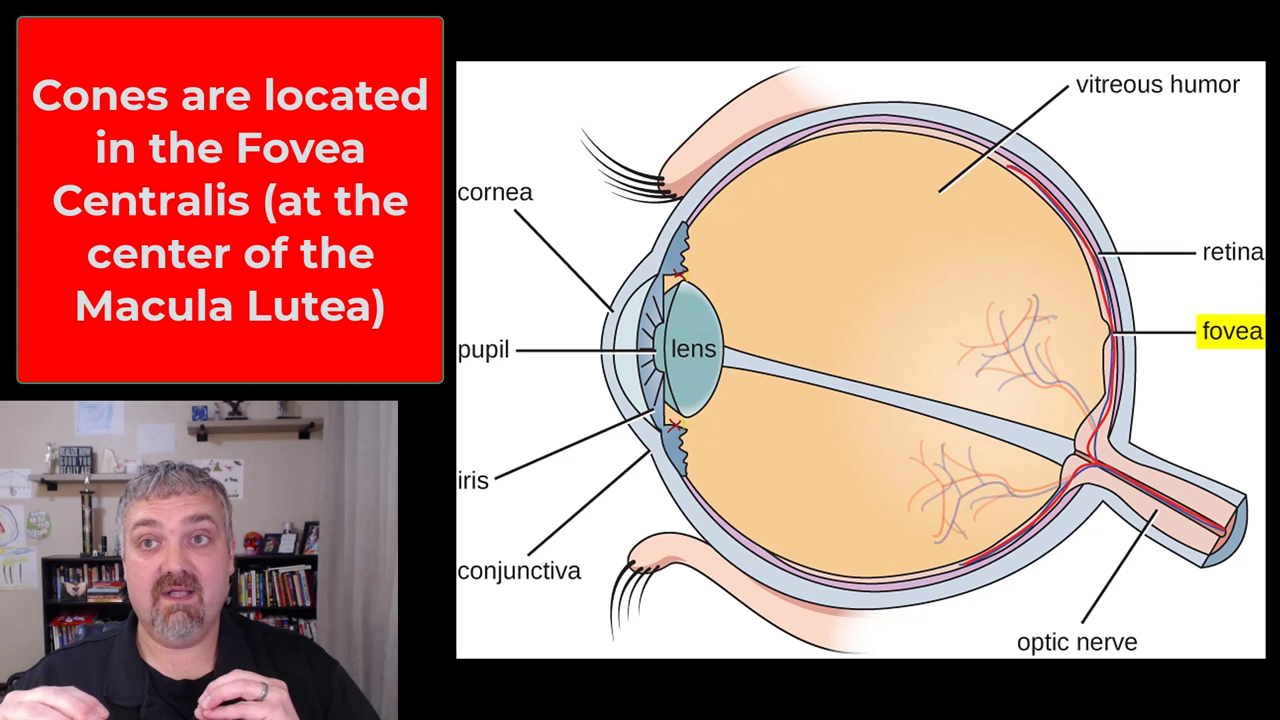 Cones are located
in the Fovea
Centralis (at the
center of the
Macula Lutea)
vitreous humor
cornea
retina
fovea
pupil
lens
iris
conjunctiva
optic nerve